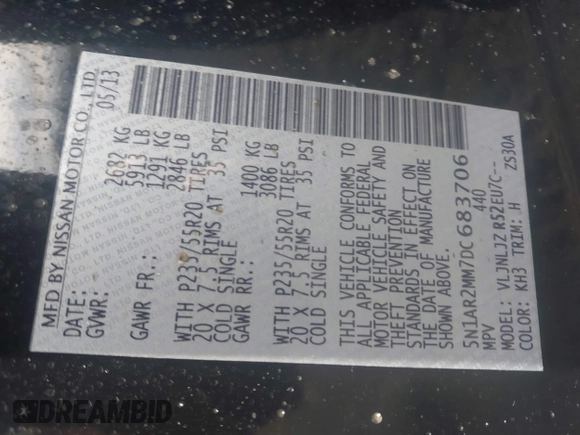 MFD BY NISSAN MOTOR CO., LTD
DATE: 05/13
GVWR: 2682 KG
5913 LB
GAWR FR.: 1291 KG
2846 LB
WITH P235/55R20 TIRES
20 X 7.5 RIMS AT 35 PSI
COLD SINGLE
GAWR RR.: 1400 KG
3086 LB
WITH P235/55R20 TIRES
20 X 7.5 RIMS AT 35 PSI
COLD SINGLE
THIS VEHICLE CONFORMS TO
ALL APPLICABLE FEDERAL
MOTOR VEHICLE SAFETY AND
THEFT PREVENTION
STANDARDS IN EFFECT ON
THE DATE OF MANUFACTURE
SHOWN ABOVE.
5N1AR2MM7DC683706
MPV 440
MODEL: VLJNLJZ R52EU7C--
COLOR: KH3 TRIM: H ZS30A
DREAMBID